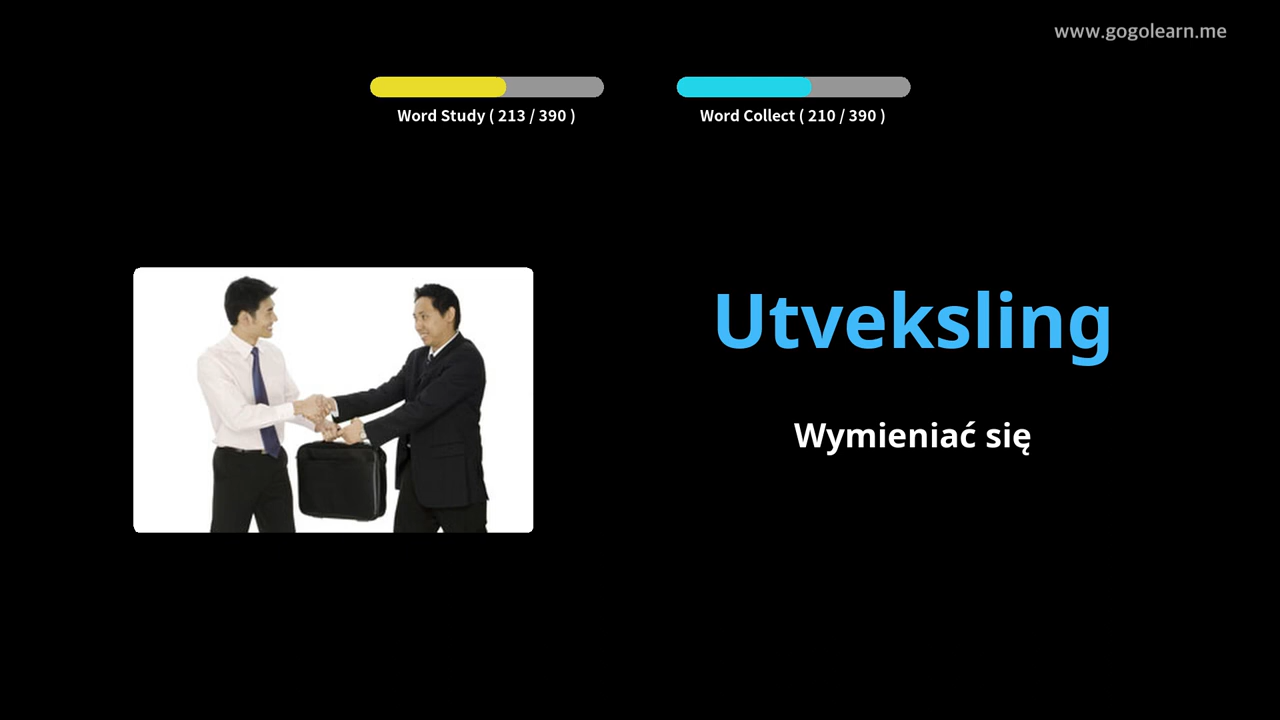 www.gogolearn.me
Word Study ( 213 / 390 )
Word Collect ( 210 / 390 )
Utveksling
Wymieniać się